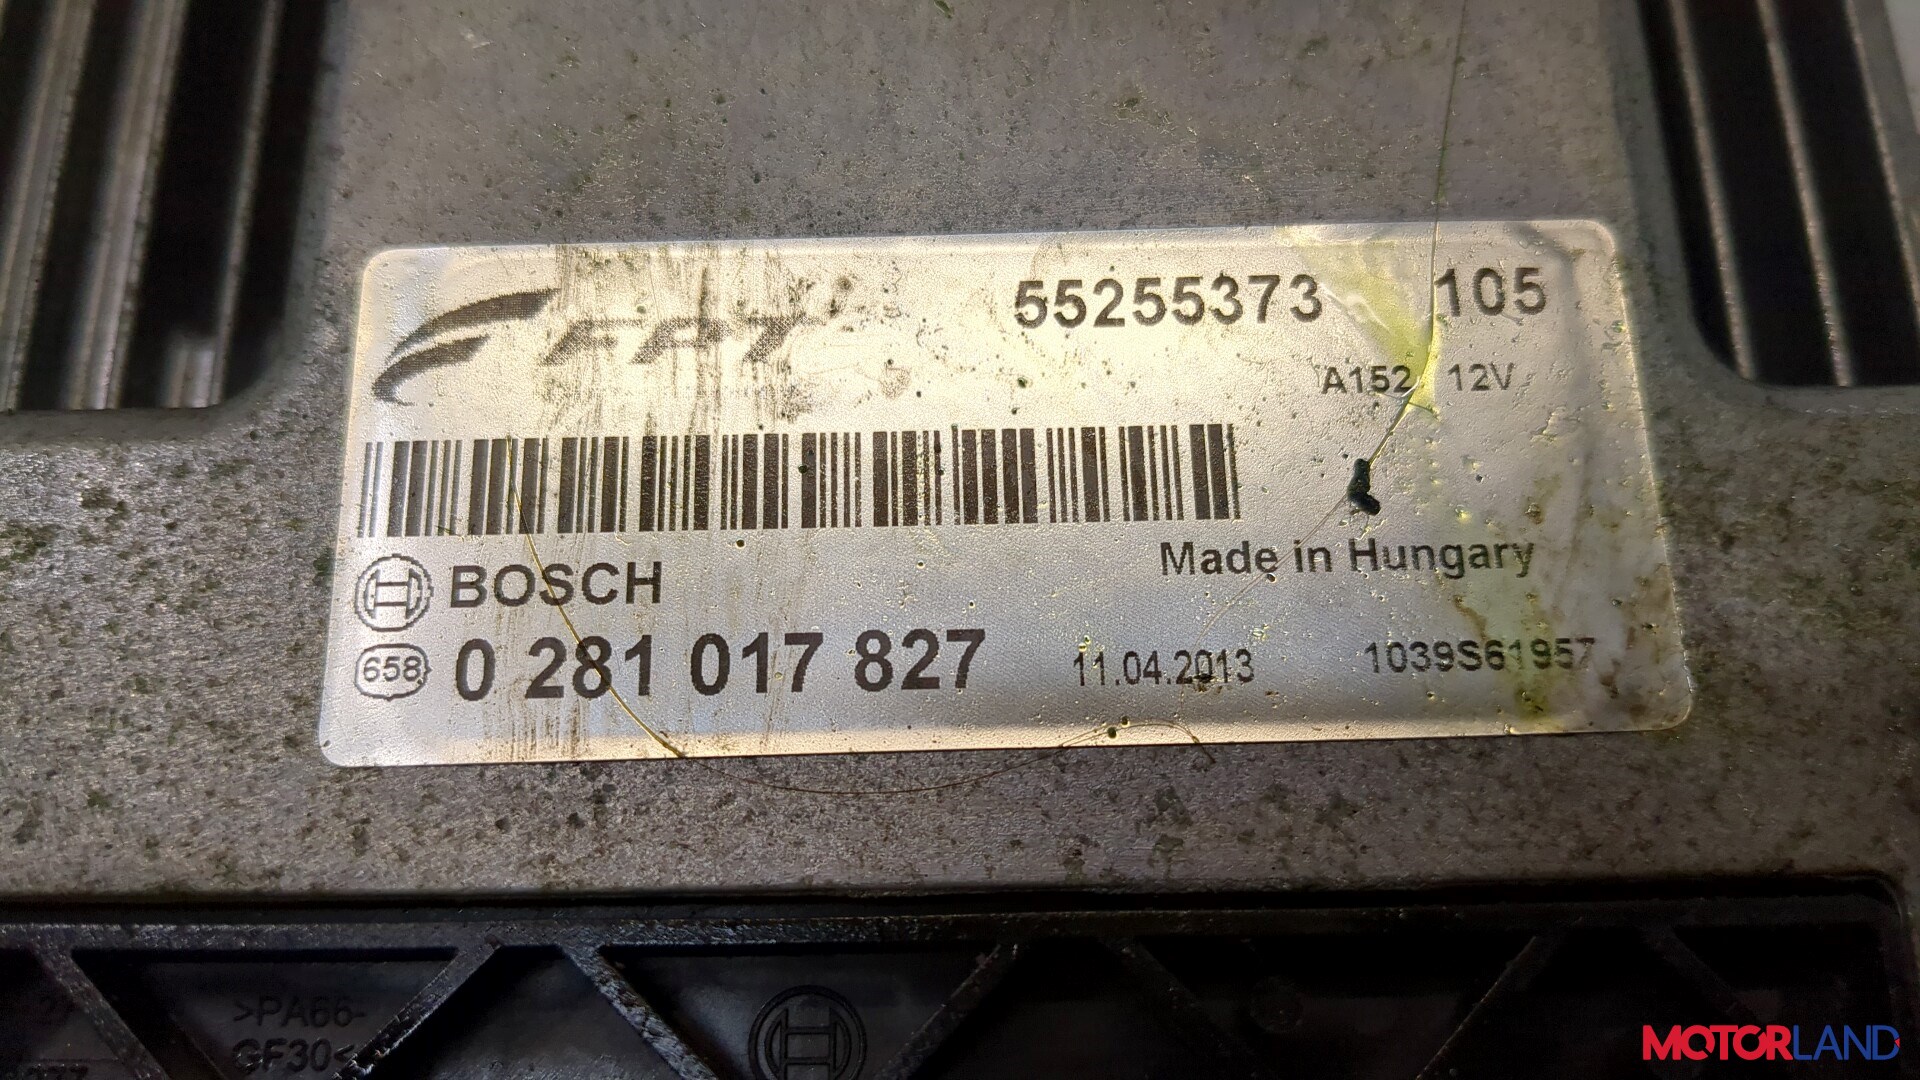 FPT
55255373 105
A152 12V
Made in Hungary
BOSCH
658 0 281 017 827 11.04.2013 1039S61957
>PA66-
GF30<
MOTORLAND